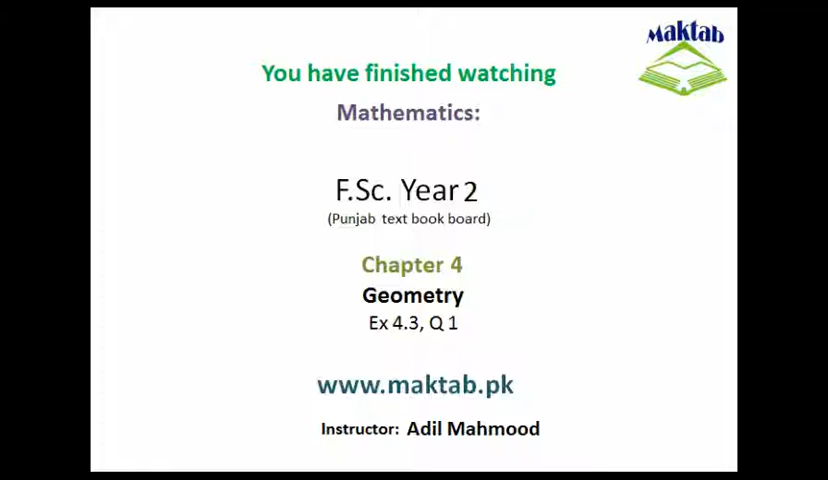 Maktab
You have finished watching
Mathematics:
F.Sc. Year 2
(Punjab text book board)
Chapter 4
Geometry
Ex 4.3, Q 1
www.maktab.pk
Instructor: Adil Mahmood